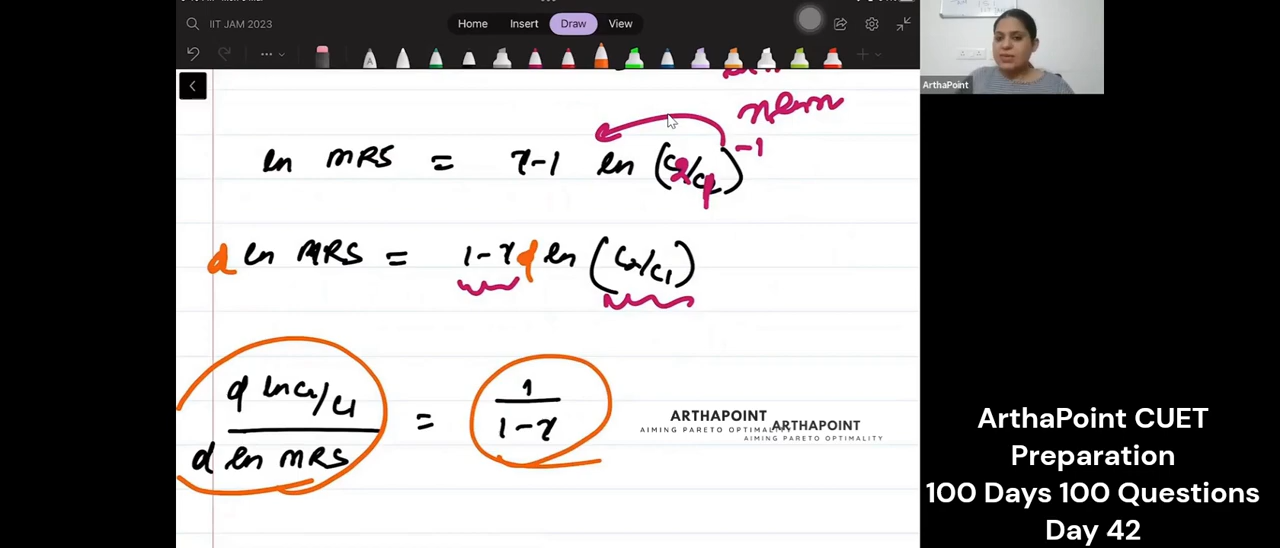 IIT JAM 2023
Home Insert Draw View
ArthaPoint
n ln m
ln MRS = r-1 ln (C2/C1)^-1
d ln MRS = 1-r d ln (C2/C1)
d ln C2/C1
d ln MRS
=
1
1-r
ARTHAPOINT
AIMING PARETO OPTIMALITY
ARTHAPOINT
AIMING PARETO OPTIMALITY
ArthaPoint CUET
Preparation
100 Days 100 Questions
Day 42